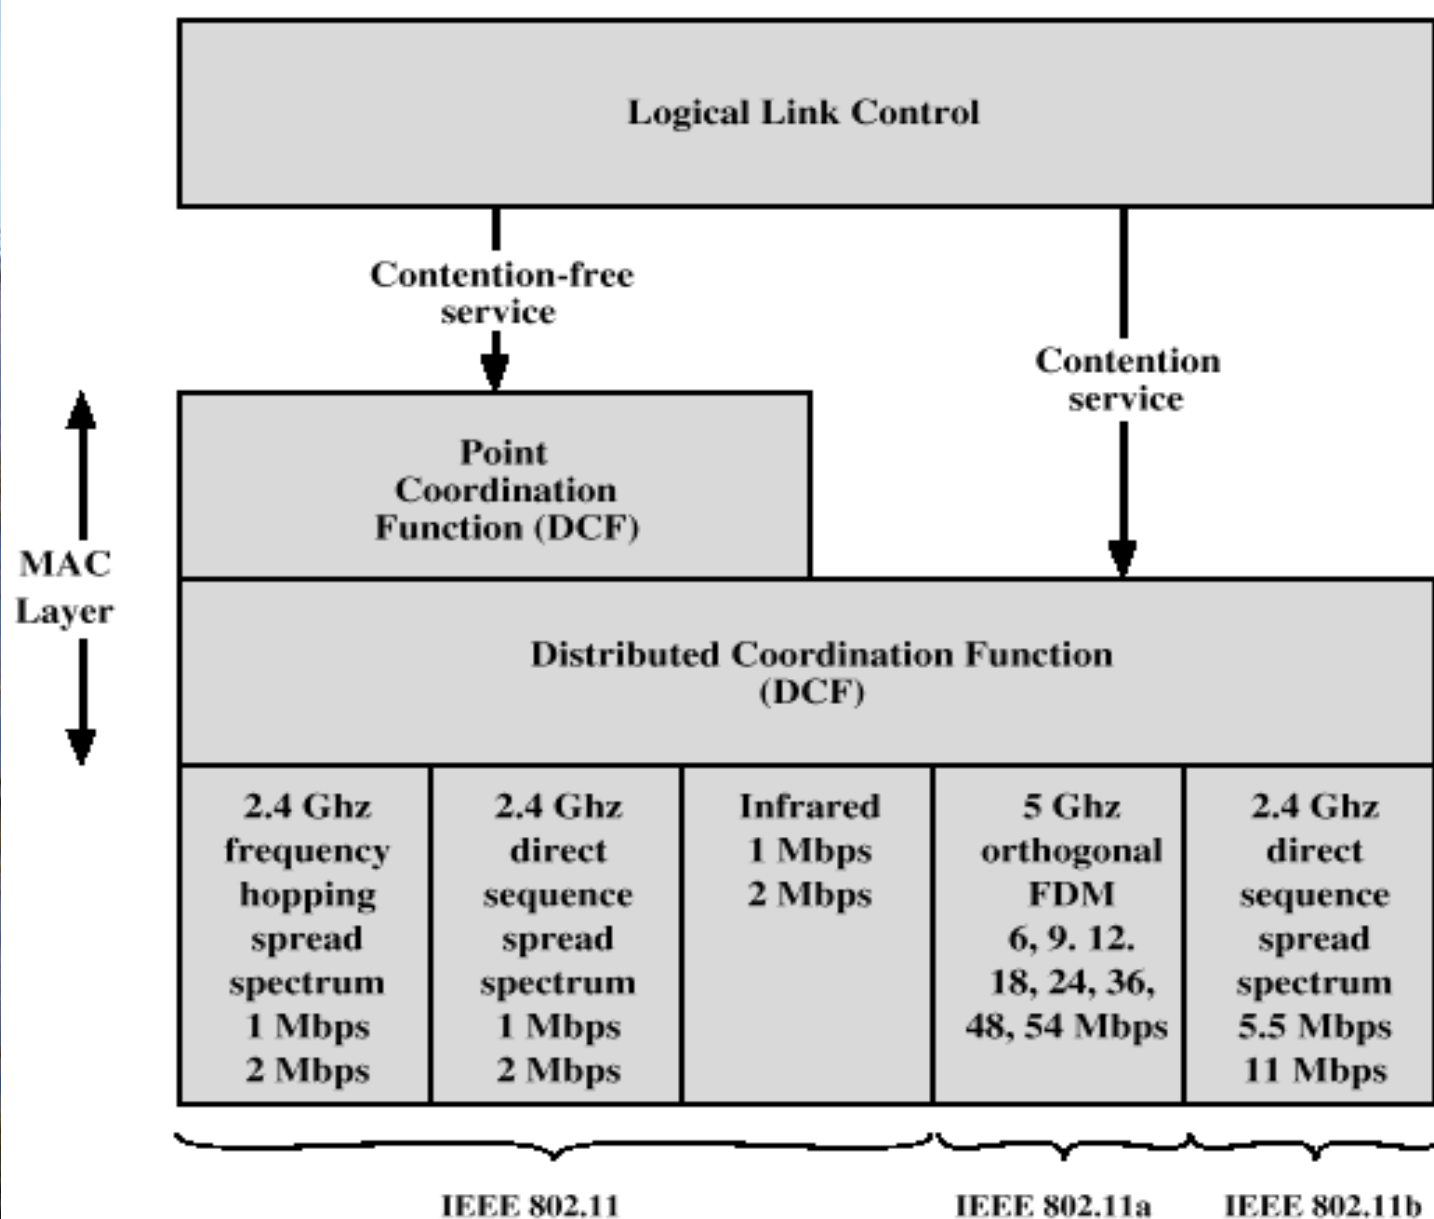 Logical Link Control
Contention-free
service
Contention
service
Point
Coordination
Function (DCF)
MAC
Layer
Distributed Coordination Function
(DCF)
2.4 Ghz
frequency
hopping
spread
spectrum
1 Mbps
2 Mbps
2.4 Ghz
direct
sequence
spread
spectrum
1 Mbps
2 Mbps
Infrared
1 Mbps
2 Mbps
5 Ghz
orthogonal
FDM
6, 9. 12.
18, 24, 36,
48, 54 Mbps
2.4 Ghz
direct
sequence
spread
spectrum
5.5 Mbps
11 Mbps
IEEE 802.11
IEEE 802.11a
IEEE 802.11b